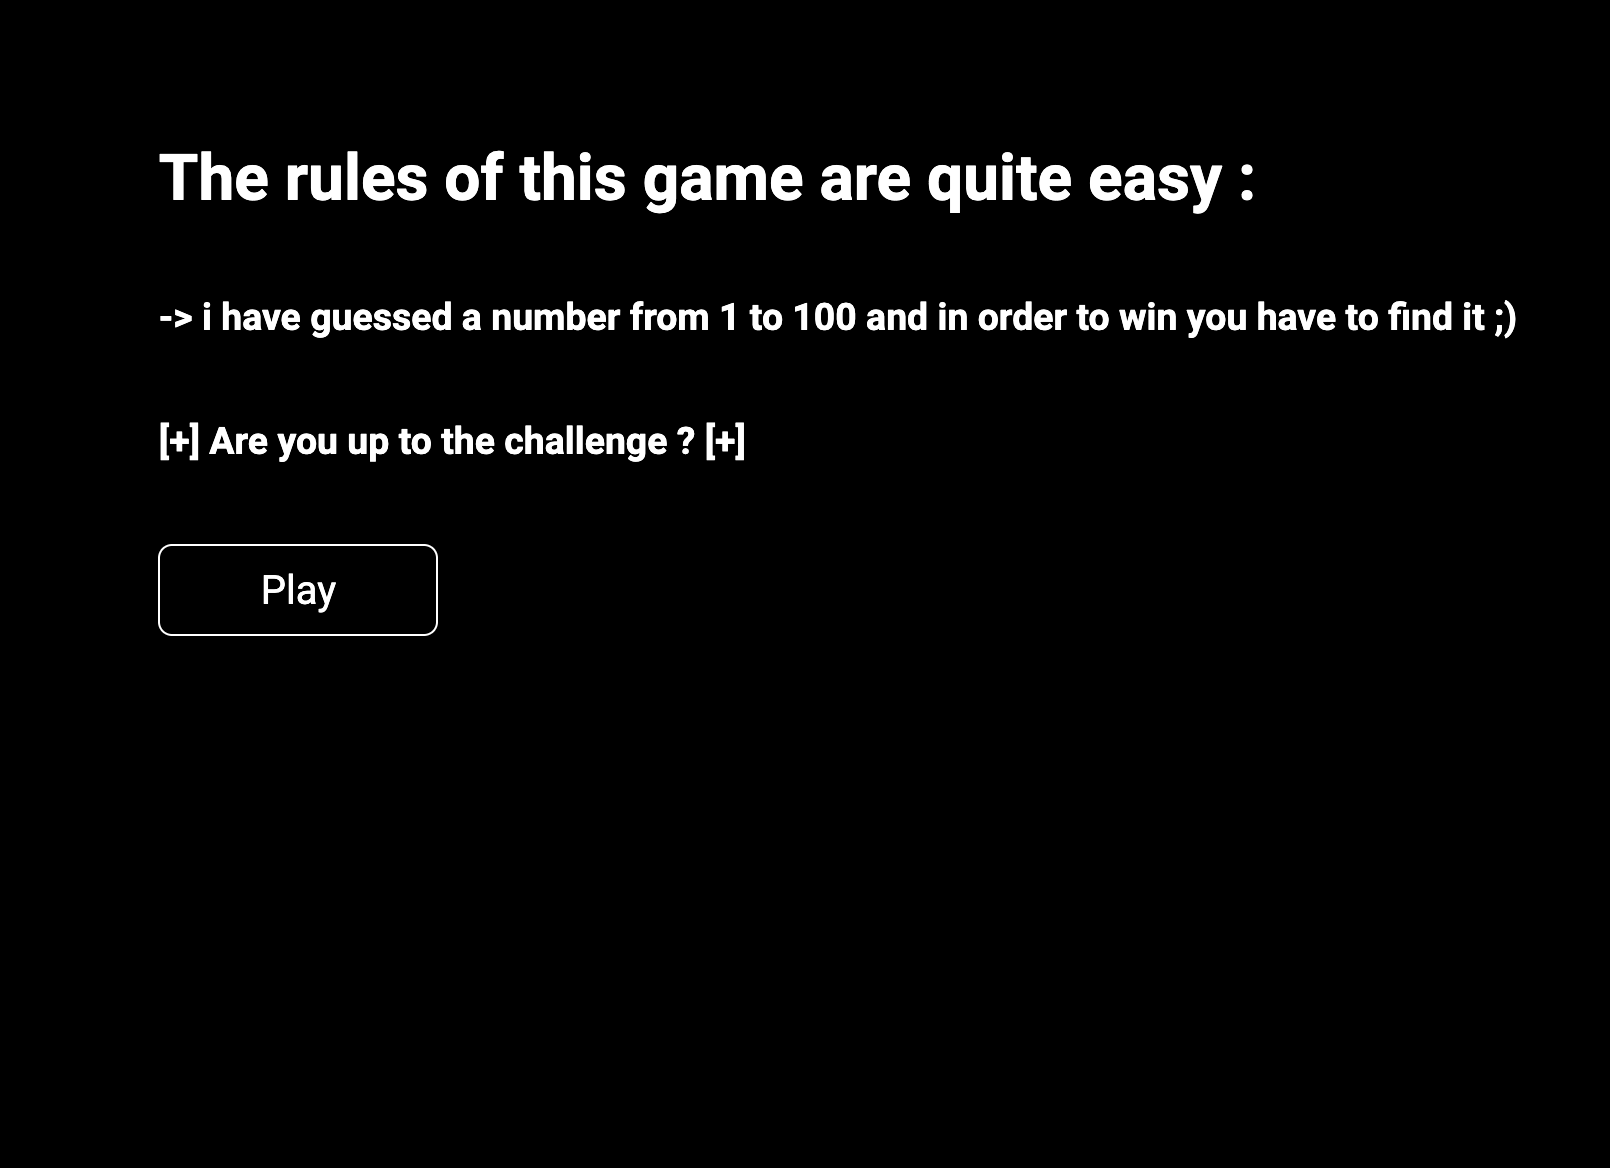 The rules of this game are quite easy :
-> i have guessed a number from 1 to 100 and in order to win you have to find it ;)
[+] Are you up to the challenge ? [+]
Play